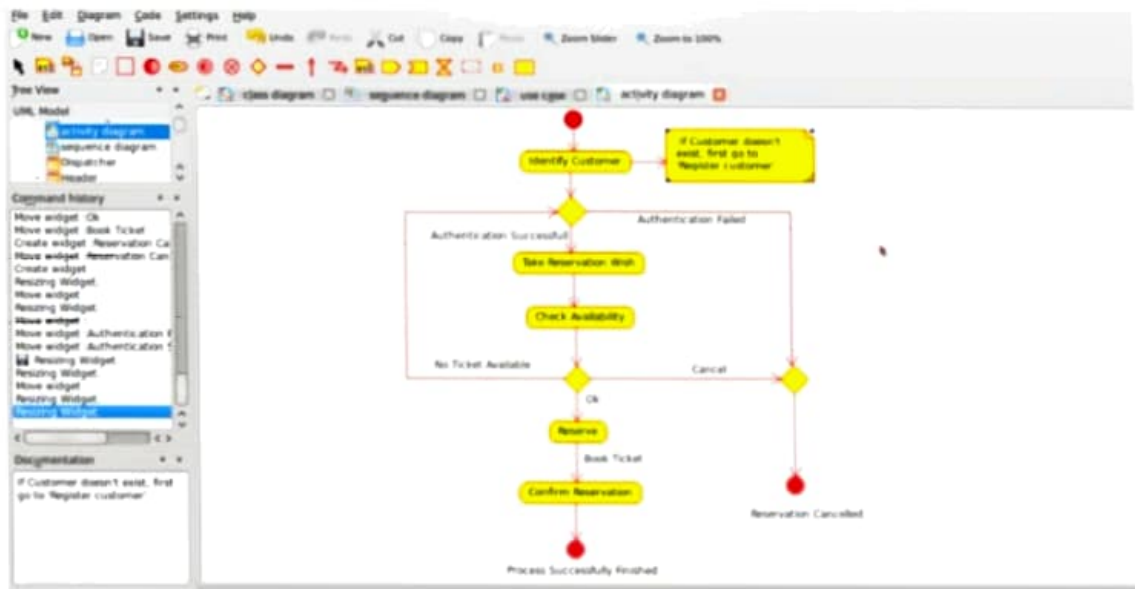 File Edit Diagram Code Settings Help
New Open Save Print Undo Cut Copy Zoom Slider Zoom to 100%
Tree View
class diagram sequence diagram use case activity diagram
UML Model
activity diagram
sequence diagram
Dispatcher
Header
Command history
Move widget Ok
Move widget Book Ticket
Create widget Reservation Ca
Move widget Reservation Can
Create widget
Resizing Widget
Move widget
Resizing Widget
Move widget
Move widget Authentication F
Move widget Authentication S
Resizing Widget
Resizing Widget
Move widget
Resizing Widget
Resizing Widget
Documentation
If Customer doesn't exist, first
go to 'Register customer'
Identify Customer
If Customer doesn't
exist, first go to
'Register customer'
Authentication Failed
Authentication Successfull
Take Reservation Wish
Check Availability
No Ticket Available
Cancel
Ok
Reserve
Book Ticket
Confirm Reservation
Reservation Cancelled
Process Successfully Finished